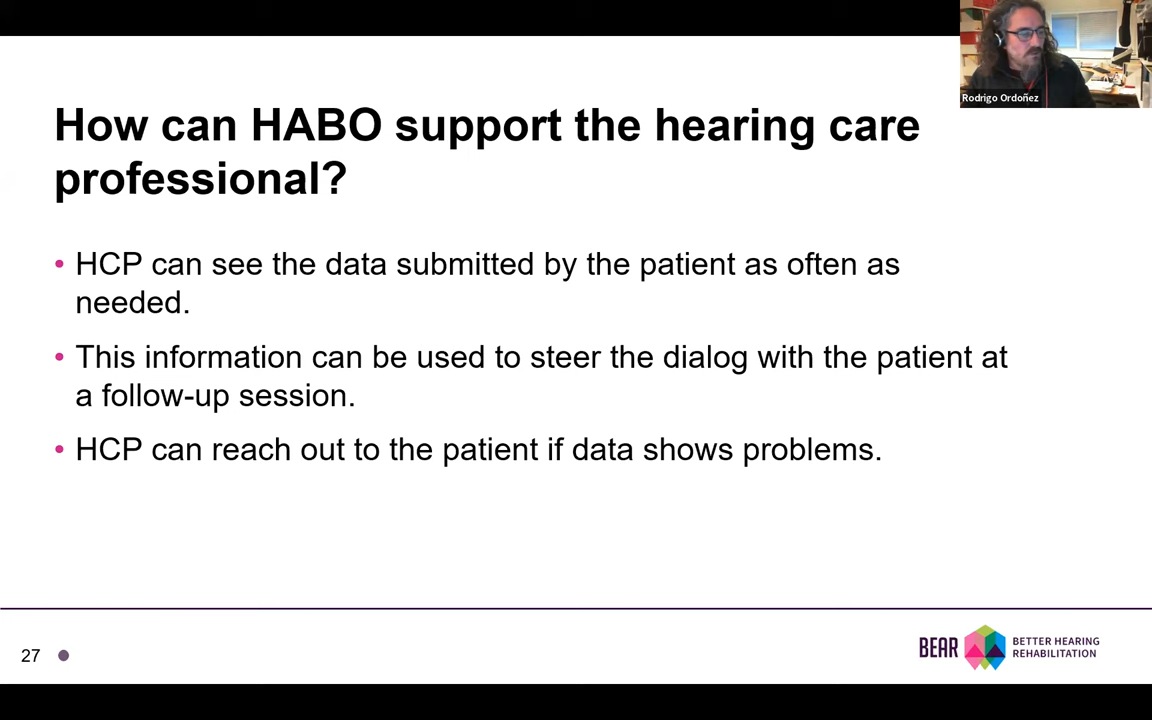 Rodrigo Ordoñez
How can HABO support the hearing care
professional?
• HCP can see the data submitted by the patient as often as
needed.
• This information can be used to steer the dialog with the patient at
a follow-up session.
• HCP can reach out to the patient if data shows problems.
27
BEAR
BETTER HEARING
REHABILITATION